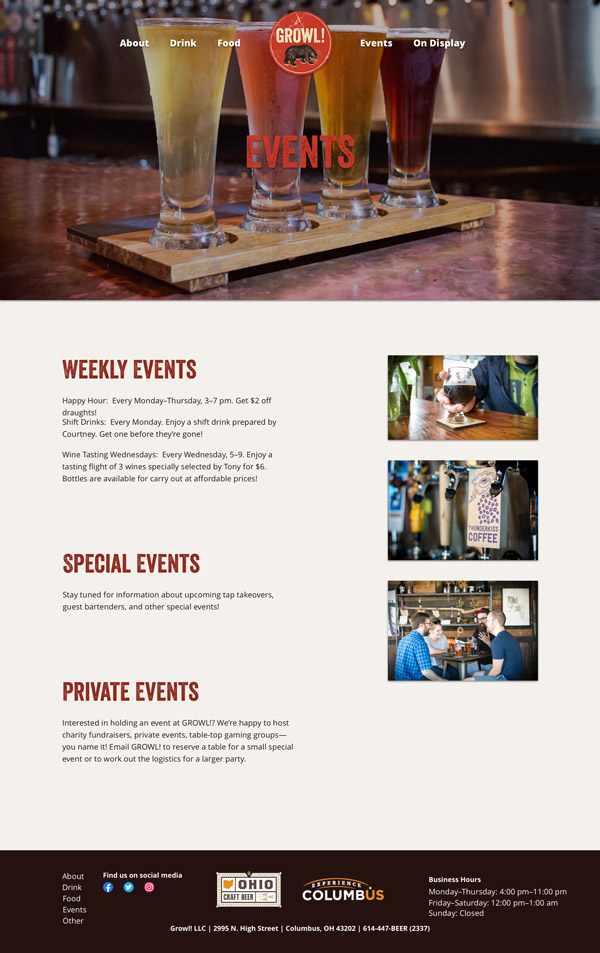 About Drink Food GROWL! Events On Display
EVENTS
WEEKLY EVENTS
Happy Hour:  Every Monday–Thursday, 3–7 pm. Get $2 off
draughts!
Shift Drinks:  Every Monday. Enjoy a shift drink prepared by
Courtney. Get one before they're gone!
Wine Tasting Wednesdays:  Every Wednesday, 5–9. Enjoy a
tasting flight of 3 wines specially selected by Tony for $6.
Bottles are available for carry out at affordable prices!
THUNDERKISS
COFFEE
SPECIAL EVENTS
Stay tuned for information about upcoming tap takeovers,
guest bartenders, and other special events!
PRIVATE EVENTS
Interested in holding an event at GROWL!? We're happy to host
charity fundraisers, private events, table-top gaming groups—
you name it! Email GROWL! to reserve a table for a small special
event or to work out the logistics for a larger party.
About
Drink
Food
Events
Other
Find us on social media
OHIO
CRAFT BEER
EXPERIENCE
COLUMBUS
Business Hours
Monday–Thursday: 4:00 pm–11:00 pm
Friday–Saturday: 12:00 pm–1:00 am
Sunday: Closed
Growl! LLC | 2995 N. High Street | Columbus, OH 43202 | 614-447-BEER (2337)